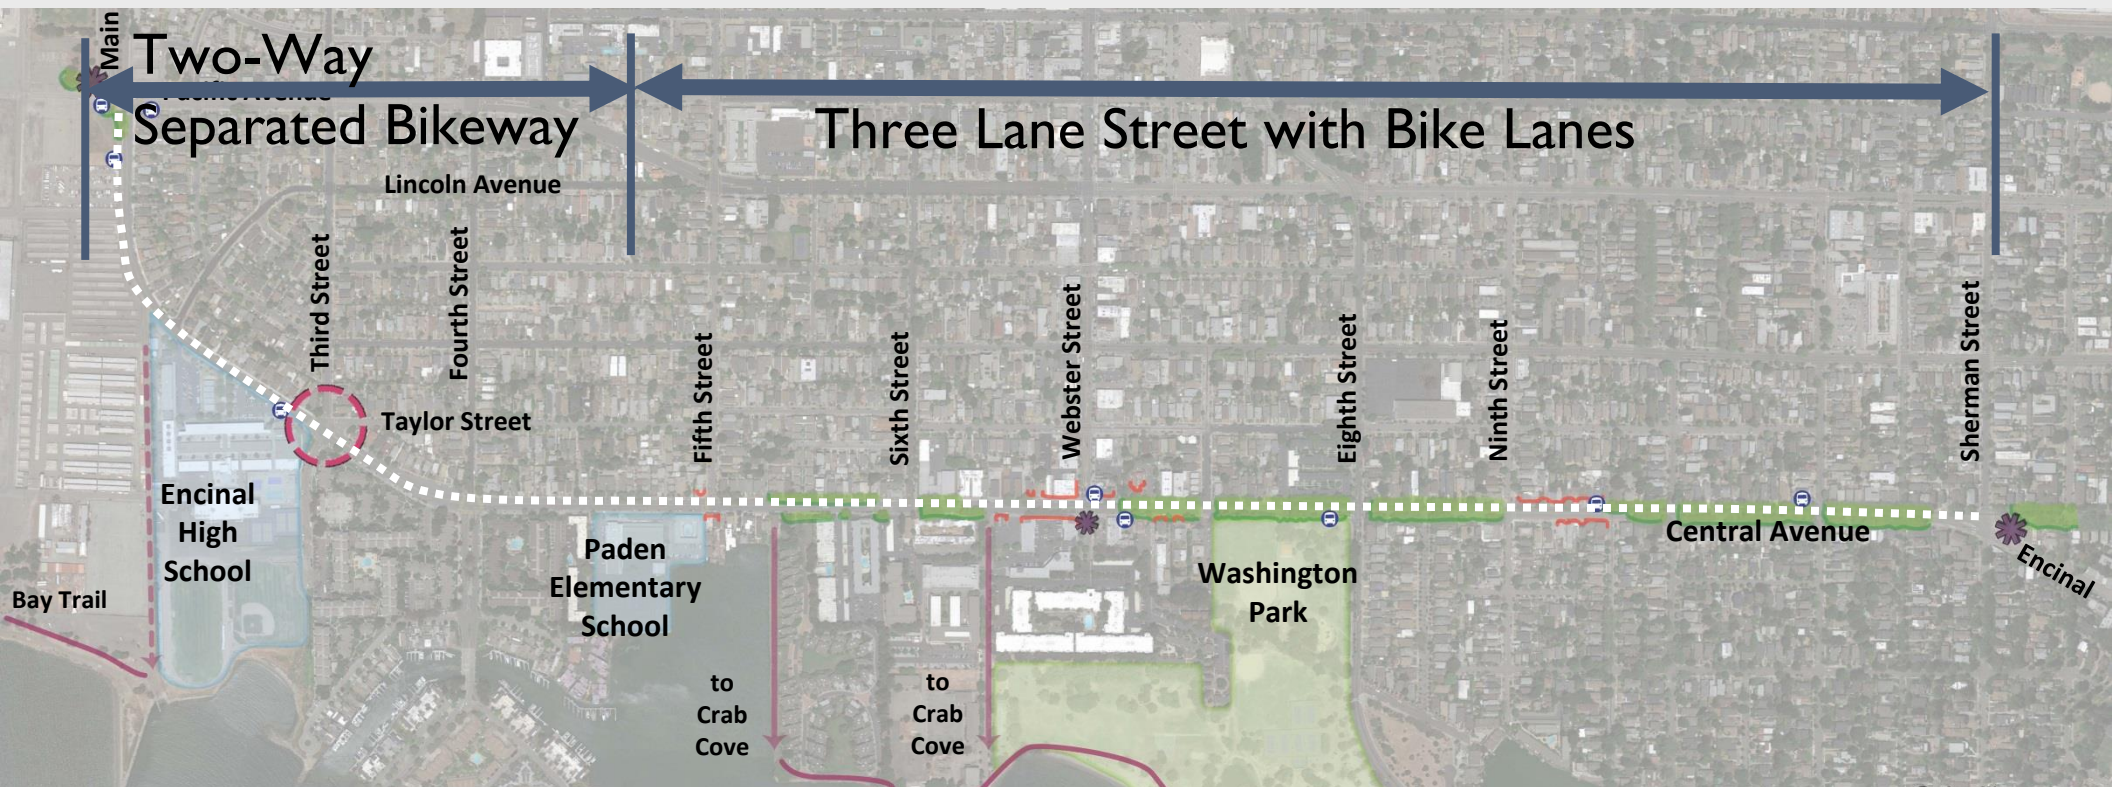 Main
Two-Way
Separated Bikeway
Three Lane Street with Bike Lanes
Lincoln Avenue
Third Street
Fourth Street
Taylor Street
Fifth Street
Sixth Street
Webster Street
Eighth Street
Ninth Street
Sherman Street
Encinal
High
School
Bay Trail
Paden
Elementary
School
to
Crab
Cove
to
Crab
Cove
Washington
Park
Central Avenue
Encinal